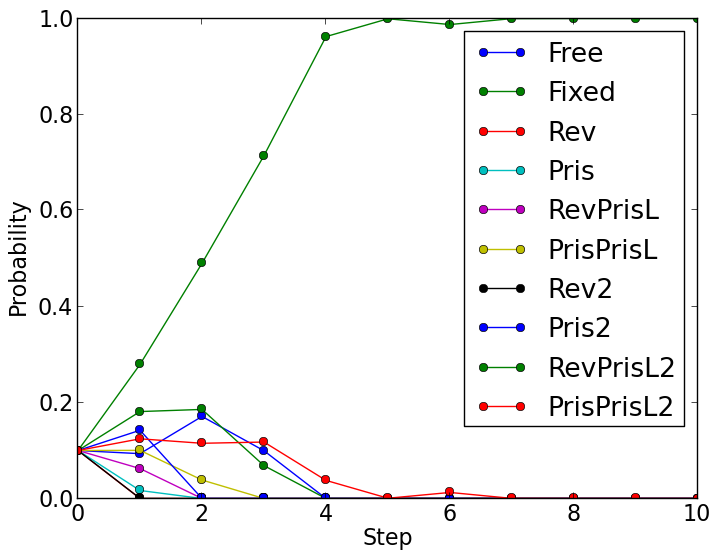 1.0
0.8
0.6
0.4
0.2
0.0
Probability
0 2 4 6 8 10
Step
Free
Fixed
Rev
Pris
RevPrisL
PrisPrisL
Rev2
Pris2
RevPrisL2
PrisPrisL2